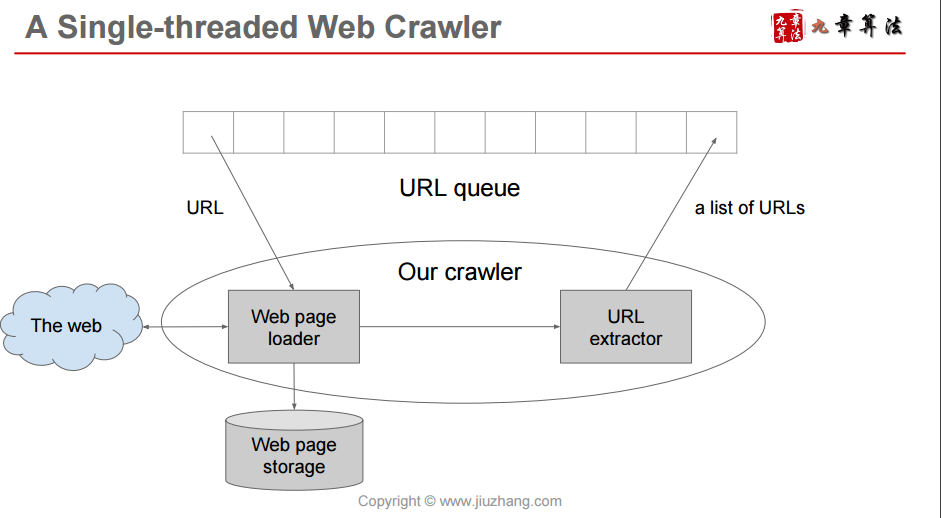 A Single-threaded Web Crawler
九章算法
九章算法
URL queue
URL
a list of URLs
Our crawler
The web
Web page
loader
URL
extractor
Web page
storage
Copyright © www.jiuzhang.com